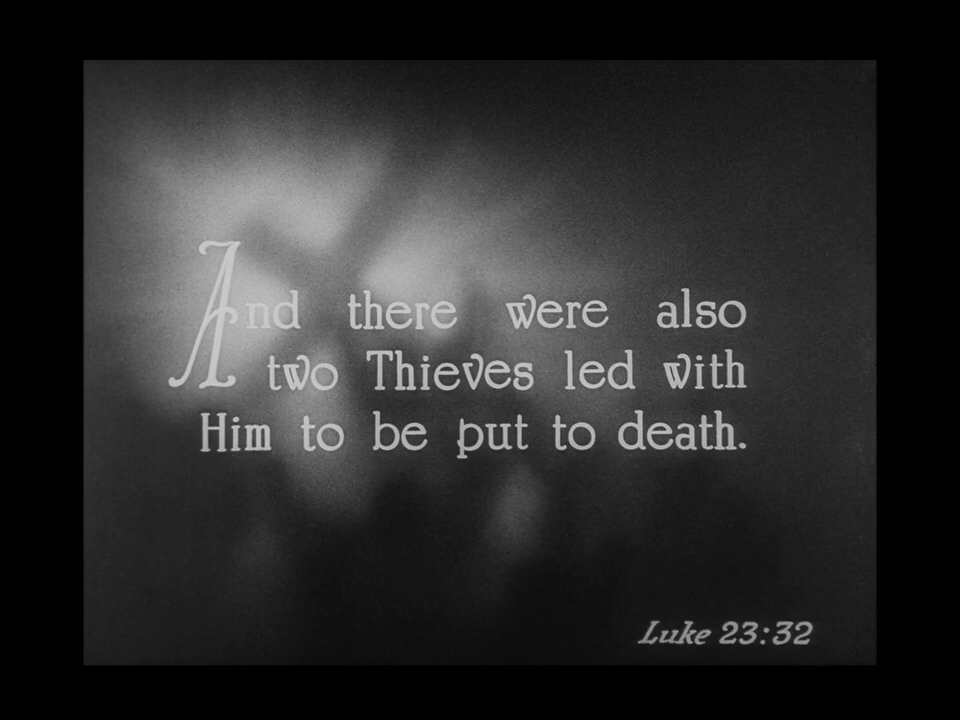 And there were also
two Thieves led with
Him to be put to death.
Luke 23:32